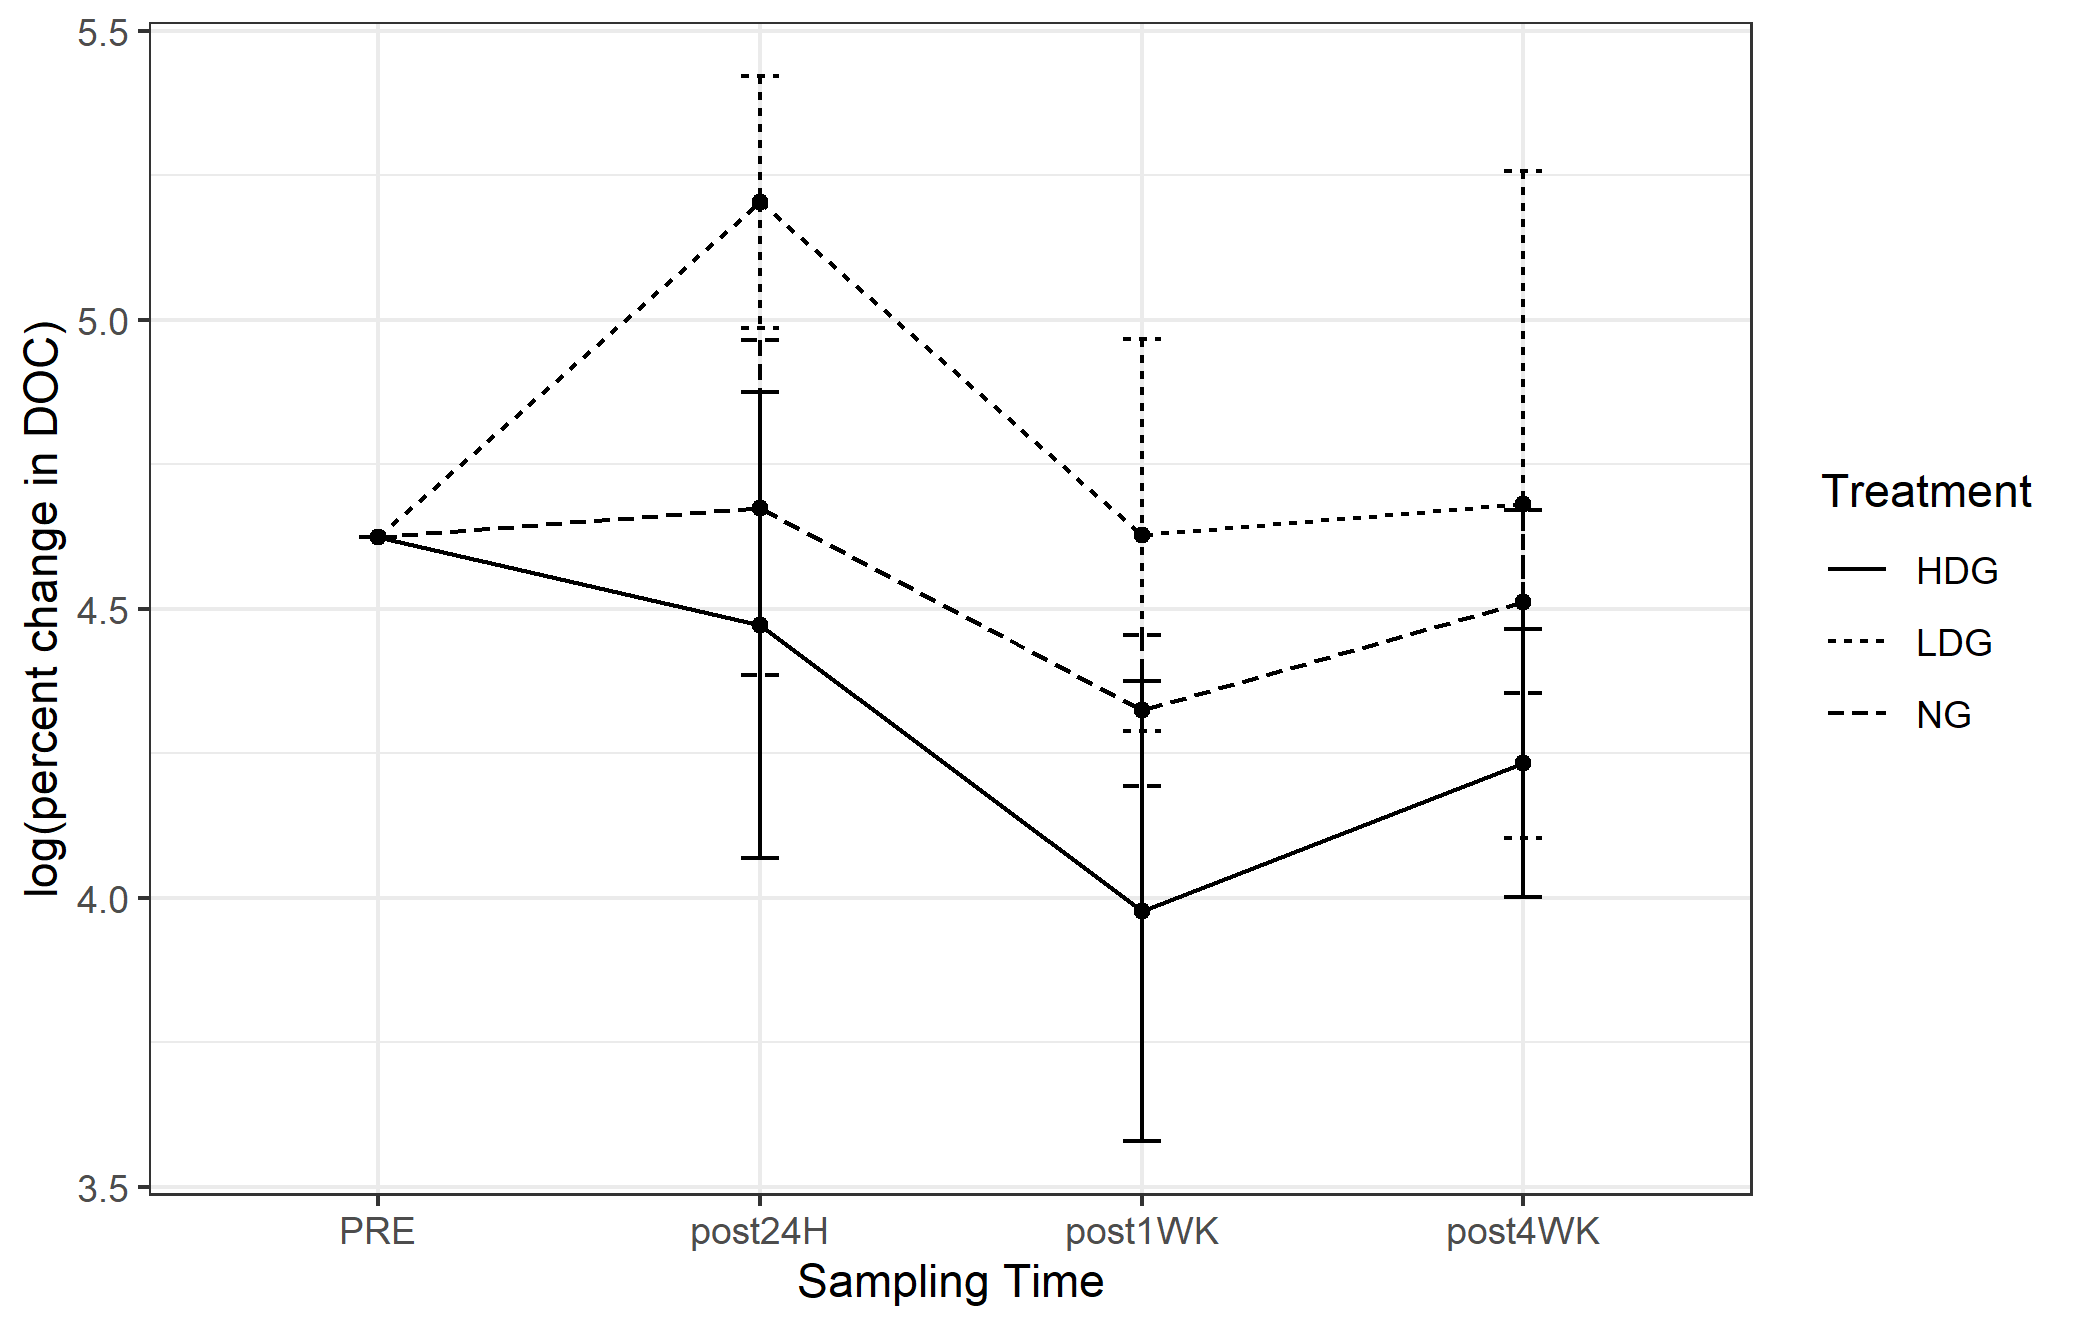 log(percent change in DOC)
5.5
5.0
4.5
4.0
3.5
PRE
post24H
post1WK
post4WK
Sampling Time
Treatment
HDG
LDG
NG